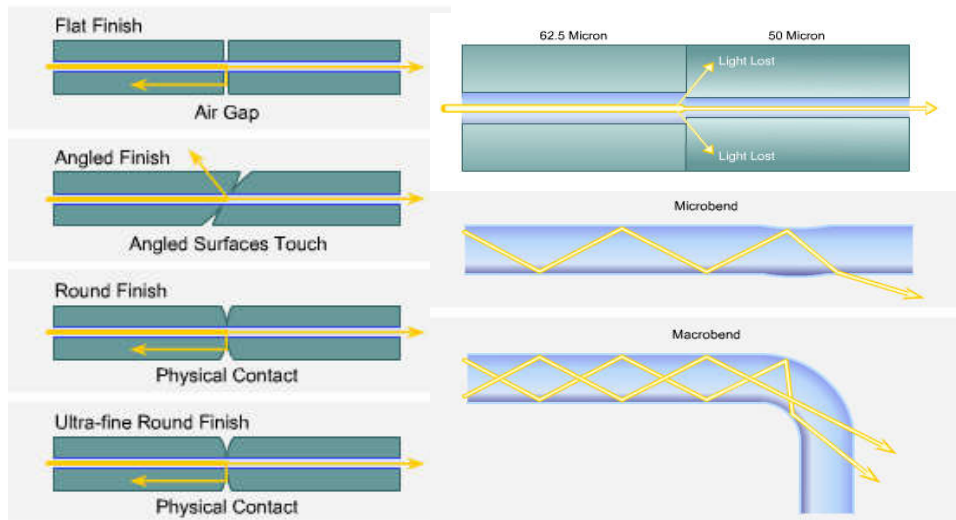 Flat Finish
Air Gap
Angled Finish
Angled Surfaces Touch
Round Finish
Physical Contact
Ultra-fine Round Finish
Physical Contact
62.5 Micron
50 Micron
Light Lost
Light Lost
Microbend
Macrobend